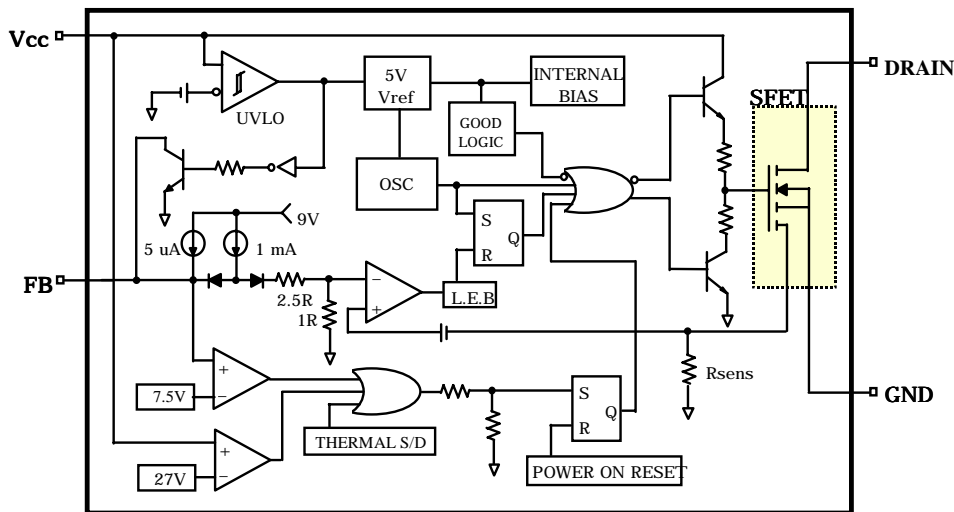 Vcc
DRAIN
SFET
5V
Vref
INTERNAL
BIAS
UVLO
GOOD
LOGIC
OSC
9V
5 uA
1 mA
S
R
Q
FB
−
+
2.5R
1R
L.E.B
Rsens
+
−
7.5V
THERMAL S/D
S
R
Q
GND
+
−
27V
POWER ON RESET